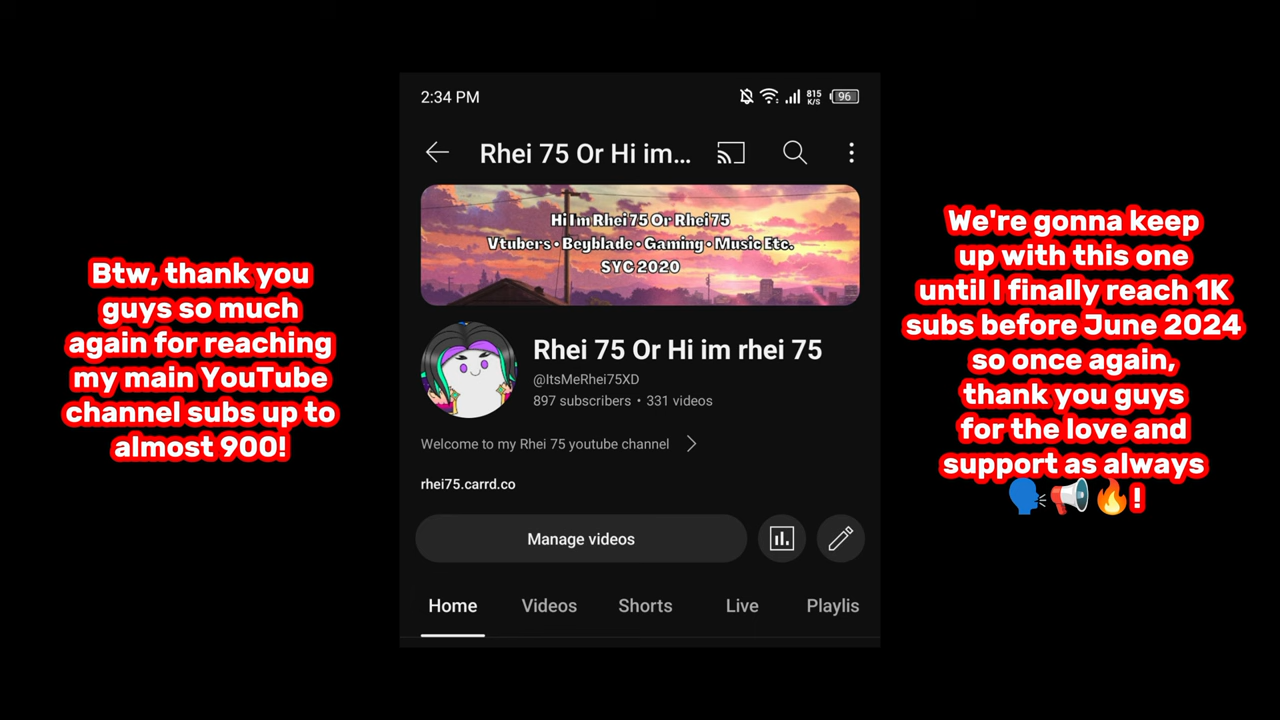 2:34 PM
815
K/S
96
Rhei 75 Or Hi im...
Hi Im Rhei 75 Or Rhei 75
Vtubers • Beyblade • Gaming • Music Etc.
SYC 2020
Rhei 75 Or Hi im rhei 75
@ItsMeRhei75XD
897 subscribers • 331 videos
Welcome to my Rhei 75 youtube channel
rhei75.carrd.co
Manage videos
Home Videos Shorts Live Playlis
Btw, thank you
guys so much
again for reaching
my main YouTube
channel subs up to
almost 900!
We're gonna keep
up with this one
until I finally reach 1K
subs before June 2024
so once again,
thank you guys
for the love and
support as always
🗣️📢🔥!